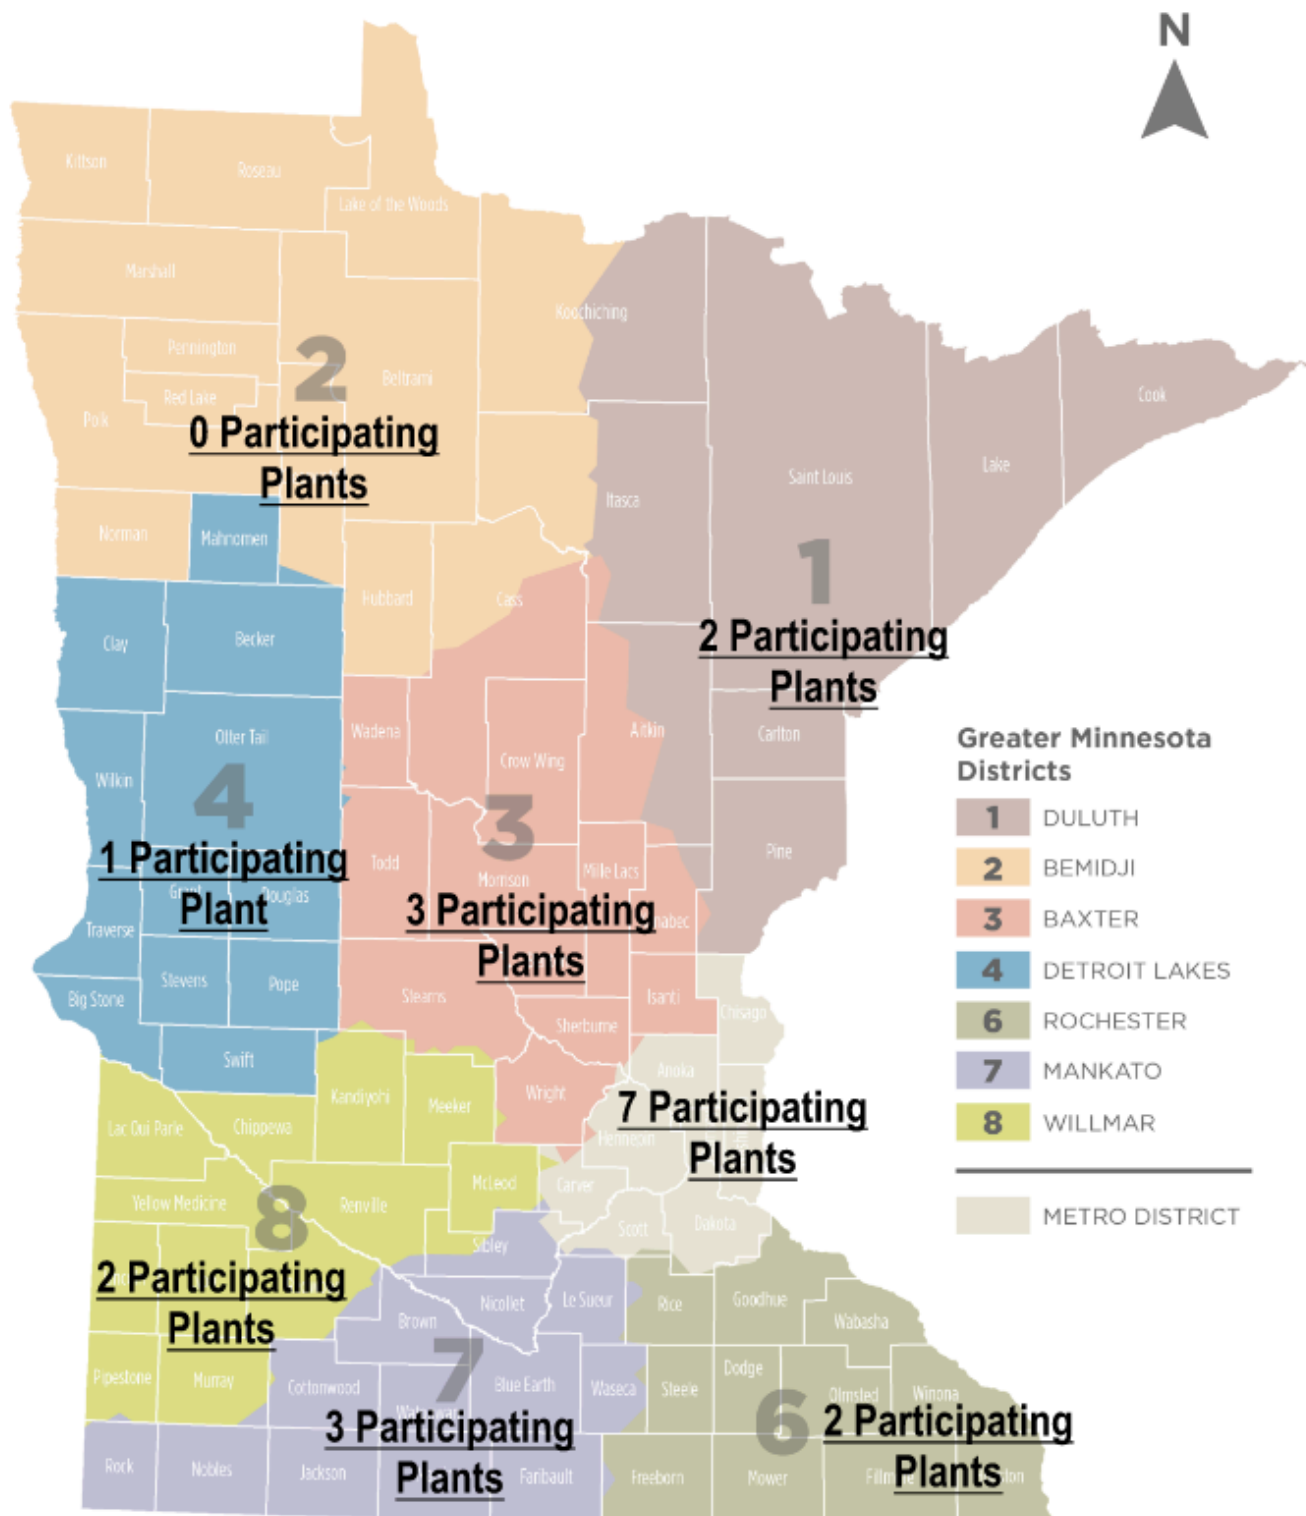 N
Kittson
Roseau
Lake of the Woods
Marshall
Koochiching
Pennington
2
Beltrami
Red Lake
Polk
Cook
0 Participating
Plants
Saint Louis
Lake
Itasca
Norman
Mahnomen
1
Hubbard
Cass
Clay
Becker
2 Participating
Plants
Wadena
Aitkin
Carlton
Otter Tail
Crow Wing
Wilkin
4
3
1 Participating
Plant
Todd
Morrison
Mille Lacs
Pine
Grant
Douglas
3 Participating
Plants
Traverse
Stevens
Pope
Big Stone
Stearns
Isanti
Chisago
Sherburne
Swift
Anoka
Kandiyohi
Meeker
Wright
7 Participating
Plants
Lac Qui Parle
Chippewa
Hennepin
McLeod
Carver
Yellow Medicine
Renville
8
Scott
Dakota
Sibley
2 Participating
Plants
Nicollet
Le Sueur
Rice
Goodhue
Wabasha
Brown
7
Pipestone
Murray
Cottonwood
Blue Earth
Waseca
Steele
Dodge
Olmsted
Winona
6
3 Participating
Plants
2 Participating
Plants
Rock
Nobles
Jackson
Faribault
Freeborn
Mower
Greater Minnesota
Districts
1 DULUTH
2 BEMIDJI
3 BAXTER
4 DETROIT LAKES
6 ROCHESTER
7 MANKATO
8 WILLMAR
METRO DISTRICT